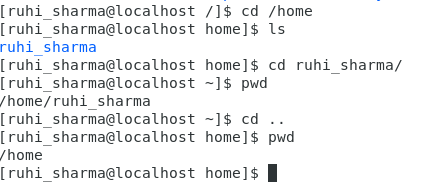 [ruhi_sharma@localhost /]$ cd /home
[ruhi_sharma@localhost home]$ ls
ruhi_sharma
[ruhi_sharma@localhost home]$ cd ruhi_sharma/
[ruhi_sharma@localhost ~]$ pwd
/home/ruhi_sharma
[ruhi_sharma@localhost ~]$ cd ..
[ruhi_sharma@localhost home]$ pwd
/home
[ruhi_sharma@localhost home]$